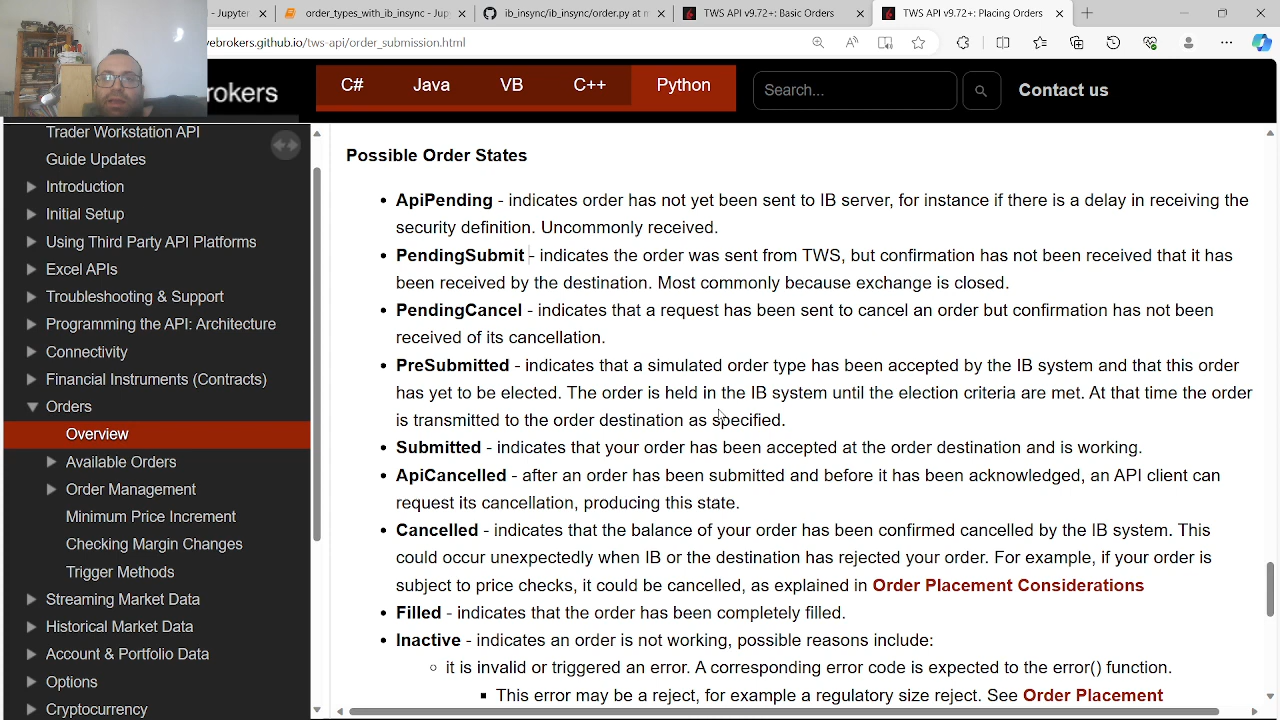 - Jupyter
order_types_with_ib_insync - Jup
ib_insync/ib_insync/order.py at m
TWS API v9.72+: Basic Orders
TWS API v9.72+: Placing Orders
vebrokers.github.io/tws-api/order_submission.html
rokers
C#
Java
VB
C++
Python
Search...
Contact us
Trader Workstation API
Guide Updates
Introduction
Initial Setup
Using Third Party API Platforms
Excel APIs
Troubleshooting & Support
Programming the API: Architecture
Connectivity
Financial Instruments (Contracts)
Orders
Overview
Available Orders
Order Management
Minimum Price Increment
Checking Margin Changes
Trigger Methods
Streaming Market Data
Historical Market Data
Account & Portfolio Data
Options
Cryptocurrency
Possible Order States
• ApiPending - indicates order has not yet been sent to IB server, for instance if there is a delay in receiving the
security definition. Uncommonly received.
• PendingSubmit - indicates the order was sent from TWS, but confirmation has not been received that it has
been received by the destination. Most commonly because exchange is closed.
• PendingCancel - indicates that a request has been sent to cancel an order but confirmation has not been
received of its cancellation.
• PreSubmitted - indicates that a simulated order type has been accepted by the IB system and that this order
has yet to be elected. The order is held in the IB system until the election criteria are met. At that time the order
is transmitted to the order destination as specified.
• Submitted - indicates that your order has been accepted at the order destination and is working.
• ApiCancelled - after an order has been submitted and before it has been acknowledged, an API client can
request its cancellation, producing this state.
• Cancelled - indicates that the balance of your order has been confirmed cancelled by the IB system. This
could occur unexpectedly when IB or the destination has rejected your order. For example, if your order is
subject to price checks, it could be cancelled, as explained in Order Placement Considerations
• Filled - indicates that the order has been completely filled.
• Inactive - indicates an order is not working, possible reasons include:
◦ it is invalid or triggered an error. A corresponding error code is expected to the error() function.
▪ This error may be a reject, for example a regulatory size reject. See Order Placement